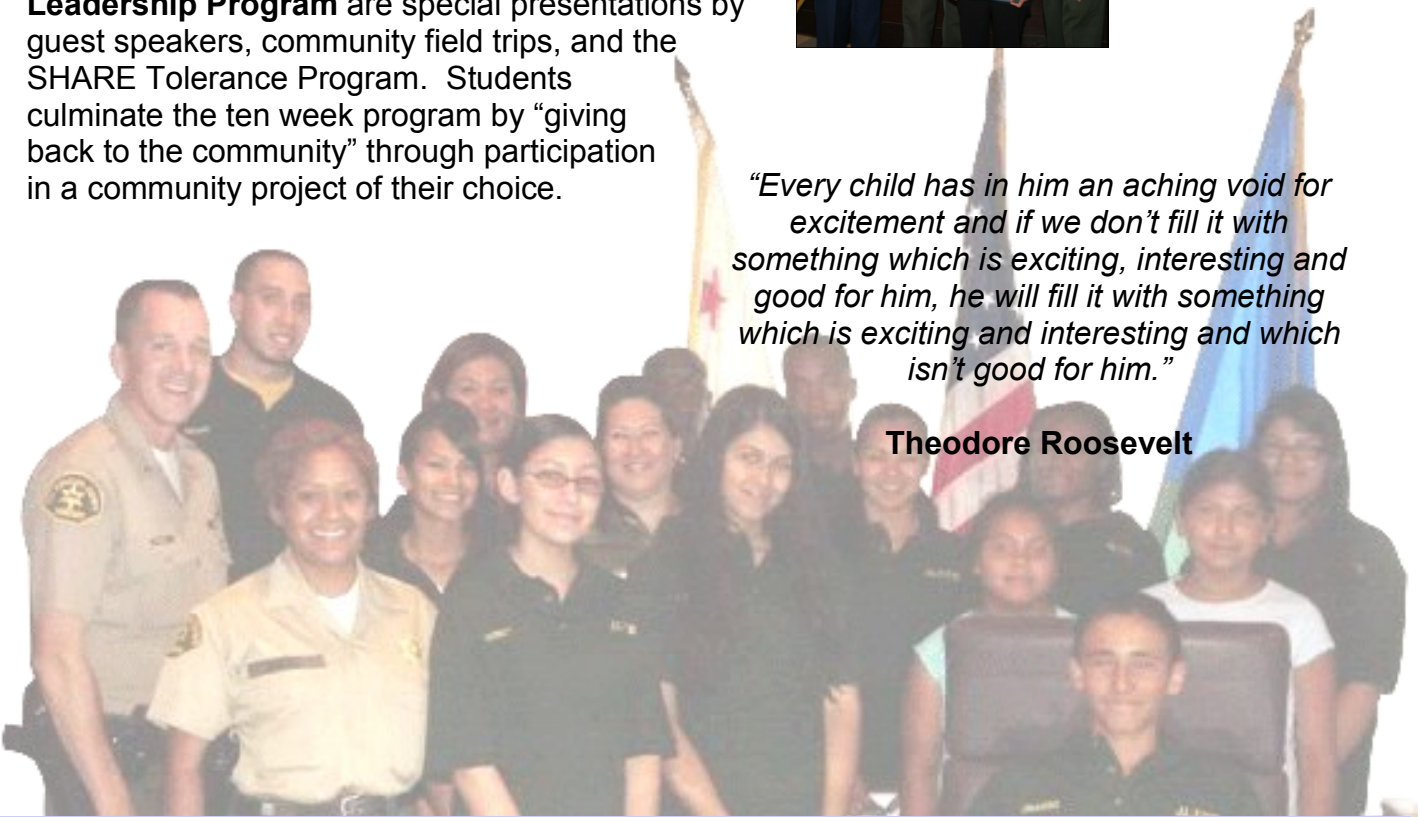 Leadership Program are special presentations by
guest speakers, community field trips, and the
SHARE Tolerance Program.  Students
culminate the ten week program by “giving
back to the community” through participation
in a community project of their choice.
“Every child has in him an aching void for
excitement and if we don’t fill it with
something which is exciting, interesting and
good for him, he will fill it with something
which is exciting and interesting and which
isn’t good for him.”
Theodore Roosevelt